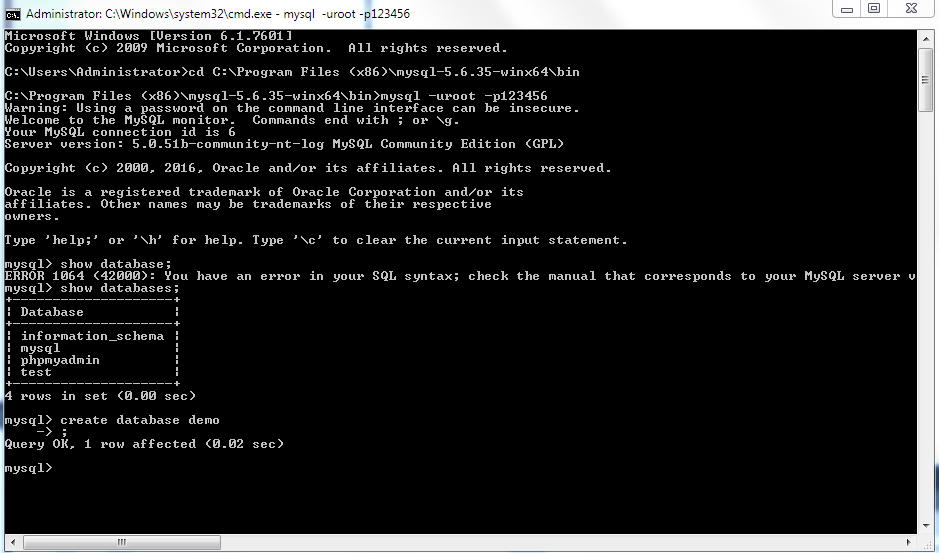 Administrator: C:\Windows\system32\cmd.exe - mysql  -uroot -p123456
Microsoft Windows [Version 6.1.7601]
Copyright (c) 2009 Microsoft Corporation.  All rights reserved.
C:\Users\Administrator>cd C:\Program Files (x86)\mysql-5.6.35-winx64\bin
C:\Program Files (x86)\mysql-5.6.35-winx64\bin>mysql -uroot -p123456
Warning: Using a password on the command line interface can be insecure.
Welcome to the MySQL monitor.  Commands end with ; or \g.
Your MySQL connection id is 6
Server version: 5.0.51b-community-nt-log MySQL Community Edition (GPL)
Copyright (c) 2000, 2016, Oracle and/or its affiliates. All rights reserved.
Oracle is a registered trademark of Oracle Corporation and/or its
affiliates. Other names may be trademarks of their respective
owners.
Type 'help;' or '\h' for help. Type '\c' to clear the current input statement.
mysql> show database;
ERROR 1064 (42000): You have an error in your SQL syntax; check the manual that corresponds to your MySQL server v
mysql> show databases;
+--------------------+
| Database           |
+--------------------+
| information_schema |
| mysql              |
| phpmyadmin         |
| test               |
+--------------------+
4 rows in set (0.00 sec)
mysql> create database demo
    -> ;
Query OK, 1 row affected (0.02 sec)
mysql>